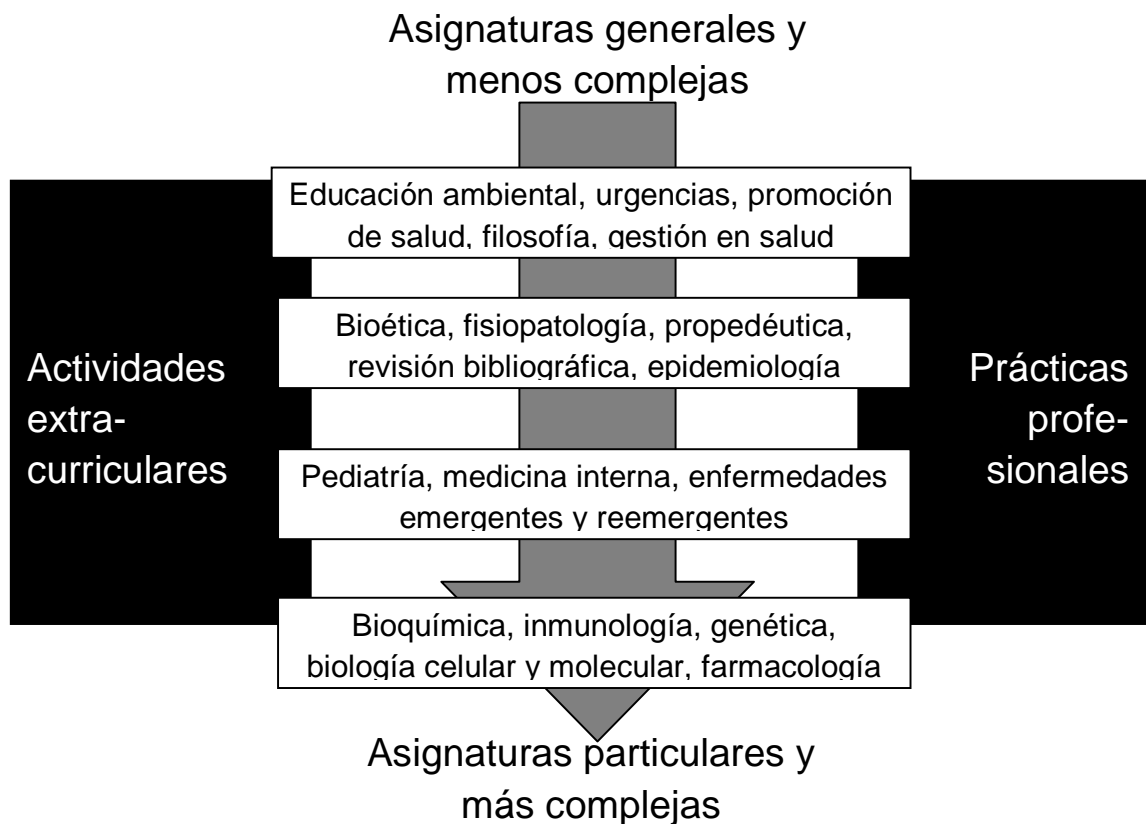 Asignaturas generales y
menos complejas
Educación ambiental, urgencias, promoción
de salud, filosofía, gestión en salud
Bioética, fisiopatología, propedéutica,
revisión bibliográfica, epidemiología
Actividades
extra-
curriculares
Prácticas
profe-
sionales
Pediatría, medicina interna, enfermedades
emergentes y reemergentes
Bioquímica, inmunología, genética,
biología celular y molecular, farmacología
Asignaturas particulares y
más complejas